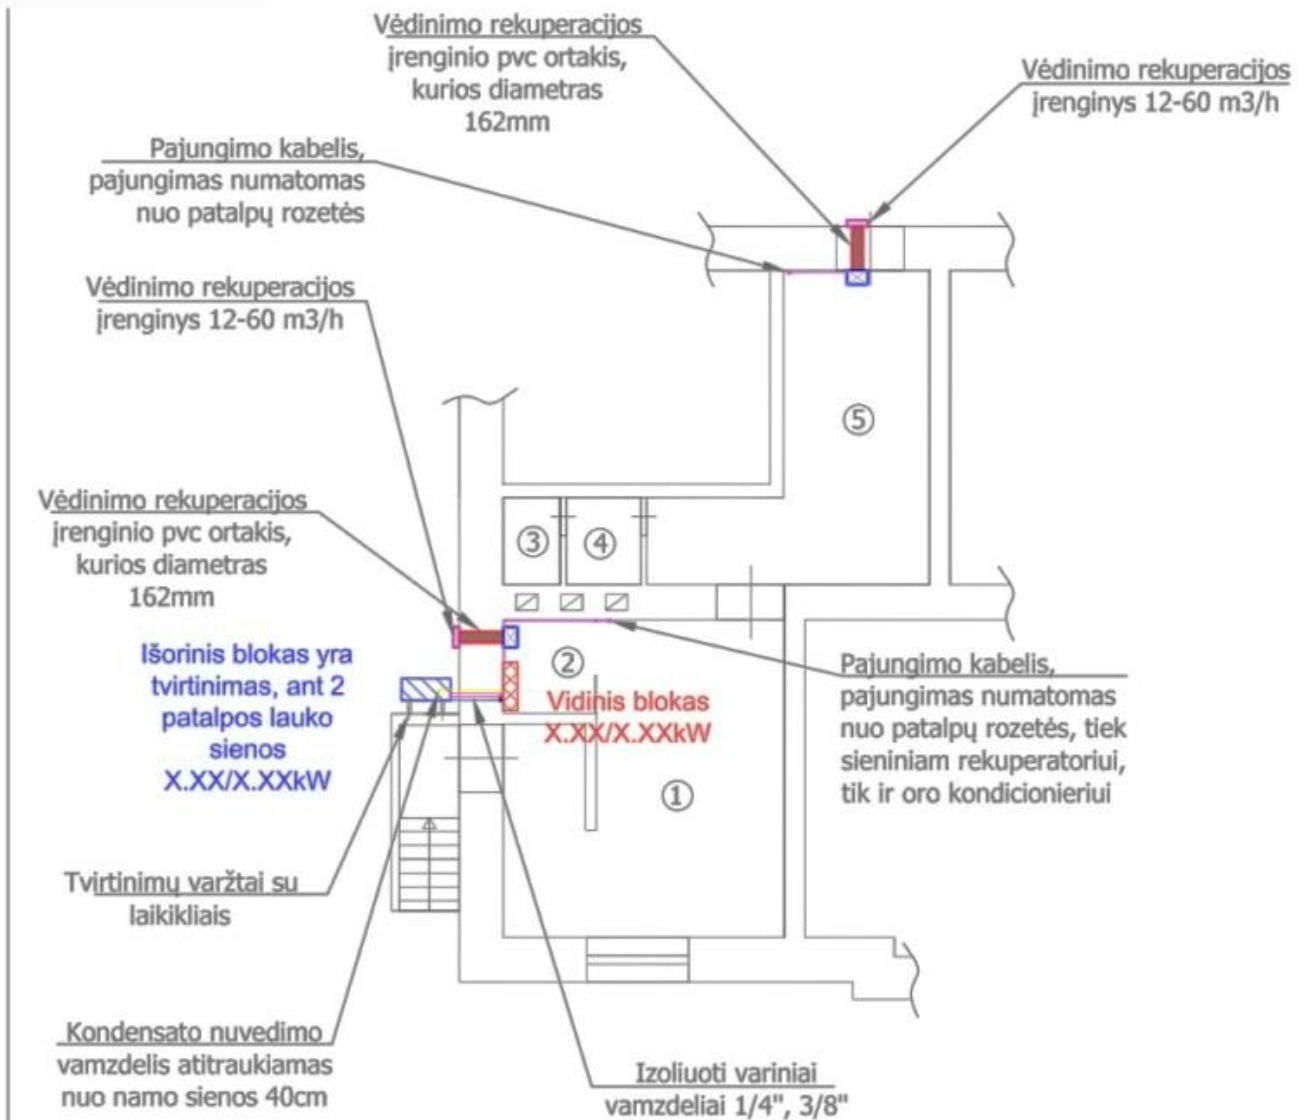 Vėdinimo rekuperacijos
įrenginio pvc ortakis,
kurios diametras
162mm
Vėdinimo rekuperacijos
įrenginys 12-60 m3/h
Pajungimo kabelis,
pajungimas numatomas
nuo patalpų rozetės
Vėdinimo rekuperacijos
įrenginys 12-60 m3/h
⑤
Vėdinimo rekuperacijos
įrenginio pvc ortakis,
kurios diametras
162mm
③
④
Išorinis blokas yra
tvirtinimas, ant 2
patalpos lauko
sienos
X.XX/X.XXkW
②
Vidinis blokas
X.XX/X.XXkW
Pajungimo kabelis,
pajungimas numatomas
nuo patalpų rozetės, tiek
sieniniam rekuperatoriui,
tik ir oro kondicionieriui
①
Tvirtinimų varžtai su
laikikliais
Kondensato nuvedimo
vamzdelis atitraukiamas
nuo namo sienos 40cm
Izoliuoti variniai
vamzdeliai 1/4", 3/8"